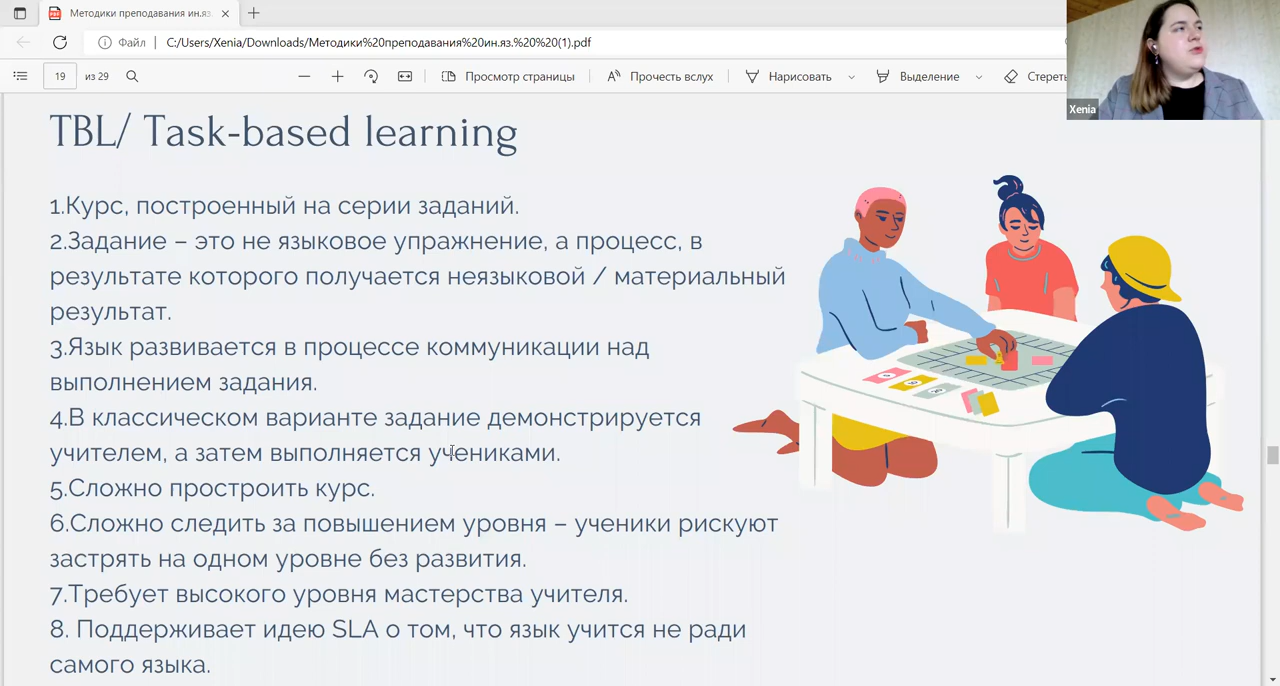 Методики преподавания ин.яз.
Файл
C:/Users/Xenia/Downloads/Методики%20преподавания%20ин.яз.%20%20(1).pdf
19 из 29
Просмотр страницы
Прочесть вслух
Нарисовать
Выделение
Стереть
Xenia
TBL/ Task-based learning
1.Курс, построенный на серии заданий.
2.Задание – это не языковое упражнение, а процесс, в
результате которого получается неязыковой / материальный
результат.
3.Язык развивается в процессе коммуникации над
выполнением задания.
4.В классическом варианте задание демонстрируется
учителем, а затем выполняется учениками.
5.Сложно простроить курс.
6.Сложно следить за повышением уровня – ученики рискуют
застрять на одном уровне без развития.
7.Требует высокого уровня мастерства учителя.
8. Поддерживает идею SLA о том, что язык учится не ради
самого языка.